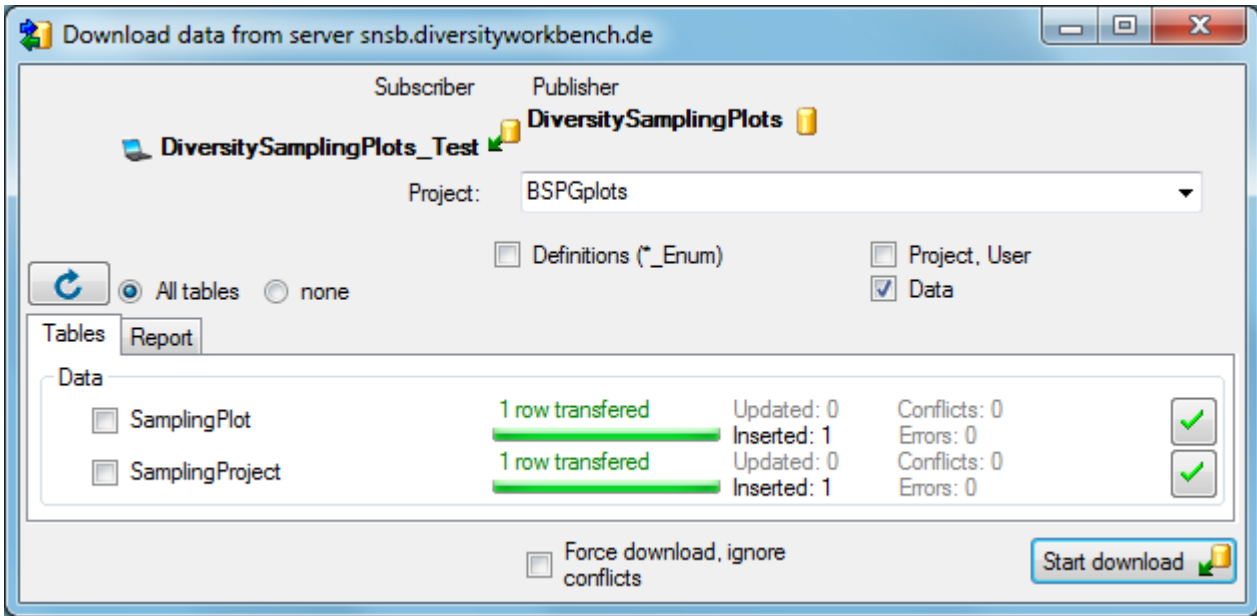 Download data from server snsb.diversityworkbench.de
Subscriber Publisher
DiversitySamplingPlots_Test DiversitySamplingPlots
Project: BSPGplots
Definitions (*_Enum) Project, User
All tables none Data
Tables Report
Data
SamplingPlot 1 row transfered Updated: 0 Conflicts: 0
Inserted: 1 Errors: 0
SamplingProject 1 row transfered Updated: 0 Conflicts: 0
Inserted: 1 Errors: 0
Force download, ignore
conflicts
Start download